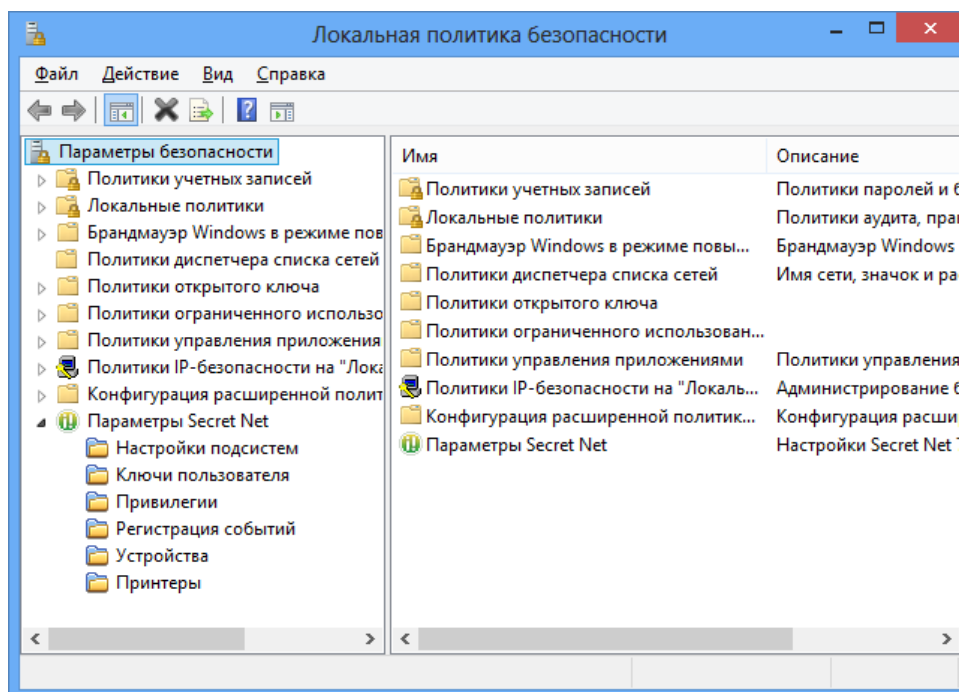 Локальная политика безопасности
Файл Действие Вид Справка
Параметры безопасности
Политики учетных записей
Локальные политики
Брандмауэр Windows в режиме пов
Политики диспетчера списка сетей
Политики открытого ключа
Политики ограниченного использо
Политики управления приложения
Политики IP-безопасности на "Лока
Конфигурация расширенной полит
Параметры Secret Net
Настройки подсистем
Ключи пользователя
Привилегии
Регистрация событий
Устройства
Принтеры
Имя Описание
Политики учетных записей Политики паролей и б
Локальные политики Политики аудита, пра
Брандмауэр Windows в режиме повы... Брандмауэр Windows
Политики диспетчера списка сетей Имя сети, значок и ра
Политики открытого ключа
Политики ограниченного использован...
Политики управления приложениями Политики управления
Политики IP-безопасности на "Локаль... Администрирование б
Конфигурация расширенной политик... Конфигурация расши
Параметры Secret Net Настройки Secret Net